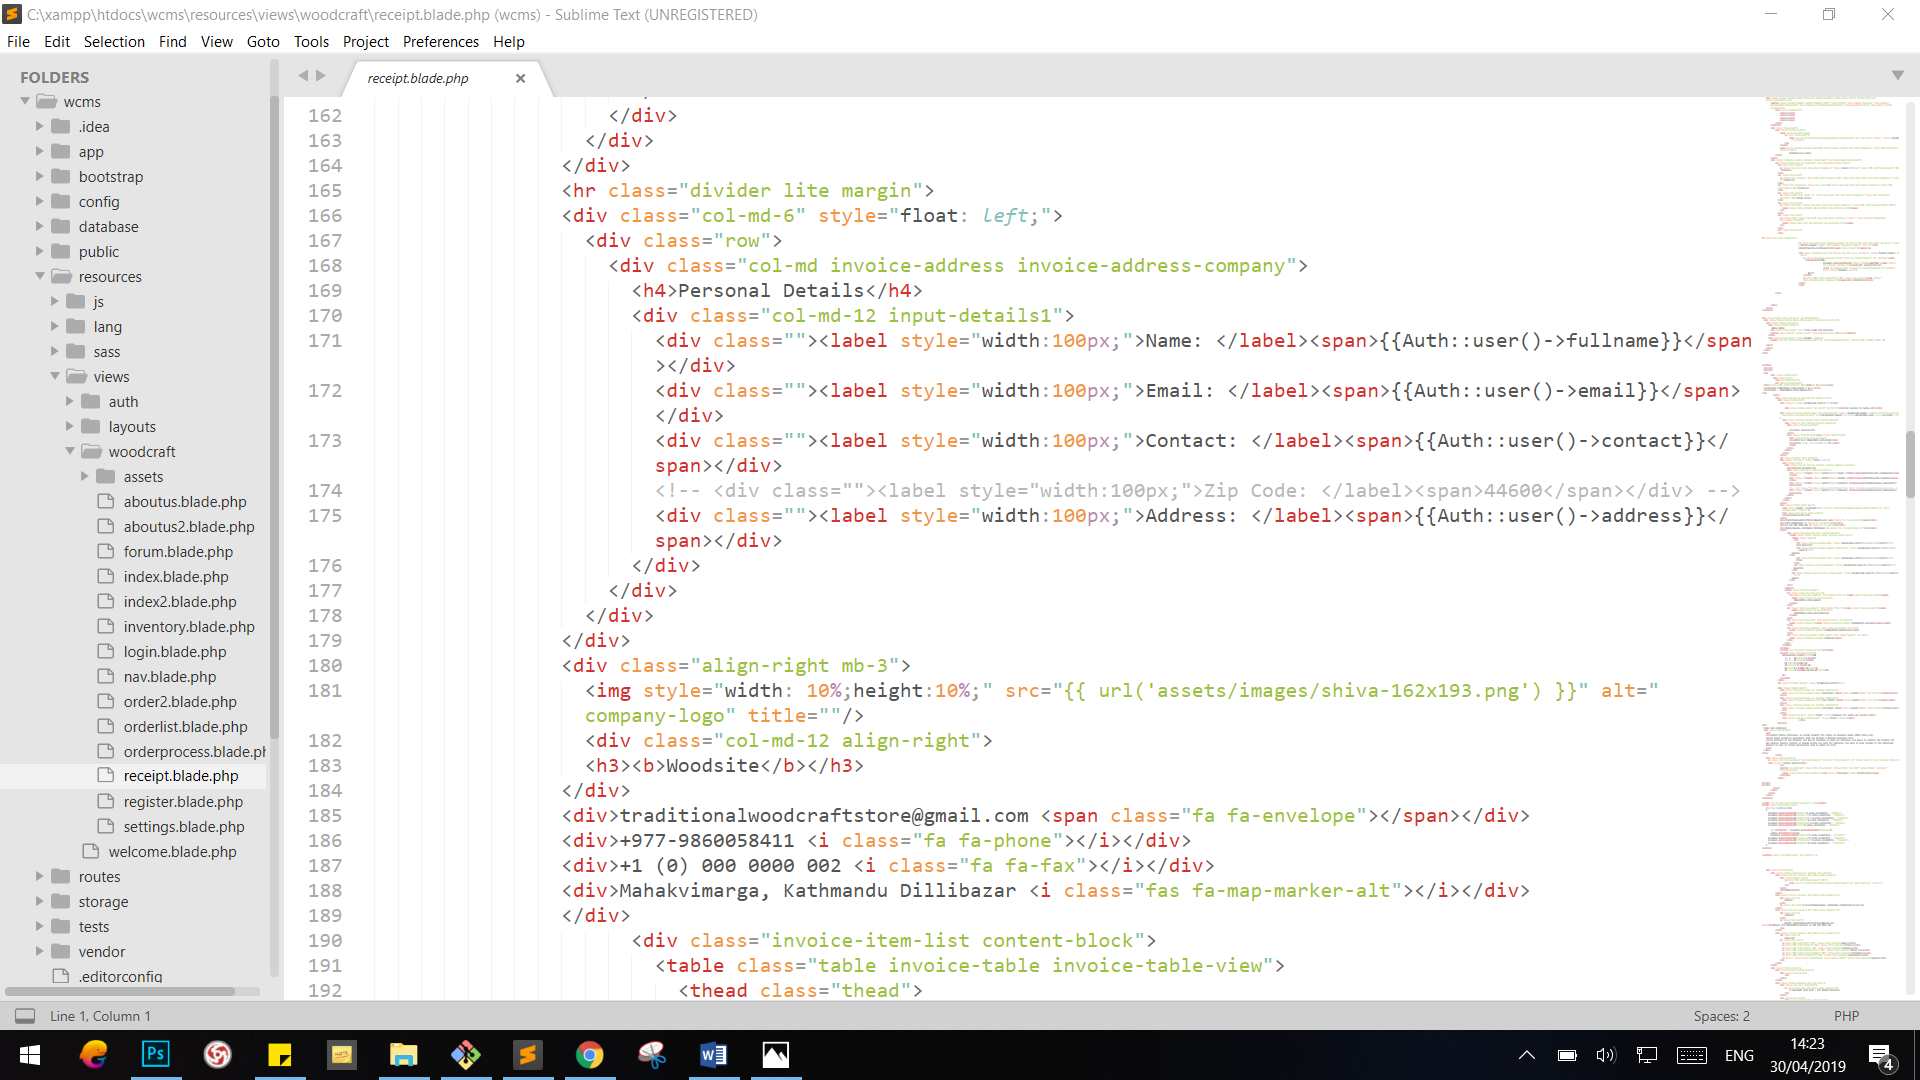 C:\xampp\htdocs\wcms\resources\views\woodcraft\receipt.blade.php (wcms) - Sublime Text (UNREGISTERED)
File Edit Selection Find View Goto Tools Project Preferences Help
FOLDERS
wcms
.idea
app
bootstrap
config
database
public
resources
js
lang
sass
views
auth
layouts
woodcraft
assets
aboutus.blade.php
aboutus2.blade.php
forum.blade.php
index.blade.php
index2.blade.php
inventory.blade.php
login.blade.php
nav.blade.php
order2.blade.php
orderlist.blade.php
orderprocess.blade.ph
receipt.blade.php
register.blade.php
settings.blade.php
welcome.blade.php
routes
storage
tests
vendor
.editorconfig
receipt.blade.php
162 </div>
163 </div>
164 </div>
165 <hr class="divider lite margin">
166 <div class="col-md-6" style="float: left;">
167 <div class="row">
168 <div class="col-md invoice-address invoice-address-company">
169 <h4>Personal Details</h4>
170 <div class="col-md-12 input-details1">
171 <div class=""><label style="width:100px;">Name: </label><span>{{Auth::user()->fullname}}</span
></div>
172 <div class=""><label style="width:100px;">Email: </label><span>{{Auth::user()->email}}</span>
</div>
173 <div class=""><label style="width:100px;">Contact: </label><span>{{Auth::user()->contact}}</
span></div>
174 <!-- <div class=""><label style="width:100px;">Zip Code: </label><span>44600</span></div> -->
175 <div class=""><label style="width:100px;">Address: </label><span>{{Auth::user()->address}}</
span></div>
176 </div>
177 </div>
178 </div>
179 </div>
180 <div class="align-right mb-3">
181 <img style="width: 10%;height:10%;" src="{{ url('assets/images/shiva-162x193.png') }}" alt="
company-logo" title=""/>
182 <div class="col-md-12 align-right">
183 <h3><b>Woodsite</b></h3>
184 </div>
185 <div>traditionalwoodcraftstore@gmail.com <span class="fa fa-envelope"></span></div>
186 <div>+977-9860058411 <i class="fa fa-phone"></i></div>
187 <div>+1 (0) 000 0000 002 <i class="fa fa-fax"></i></div>
188 <div>Mahakvimarga, Kathmandu Dillibazar <i class="fas fa-map-marker-alt"></i></div>
189 </div>
190 <div class="invoice-item-list content-block">
191 <table class="table invoice-table invoice-table-view">
192 <thead class="thead">
Line 1, Column 1
Spaces: 2
PHP
Ps
ENG
14:23
30/04/2019
4